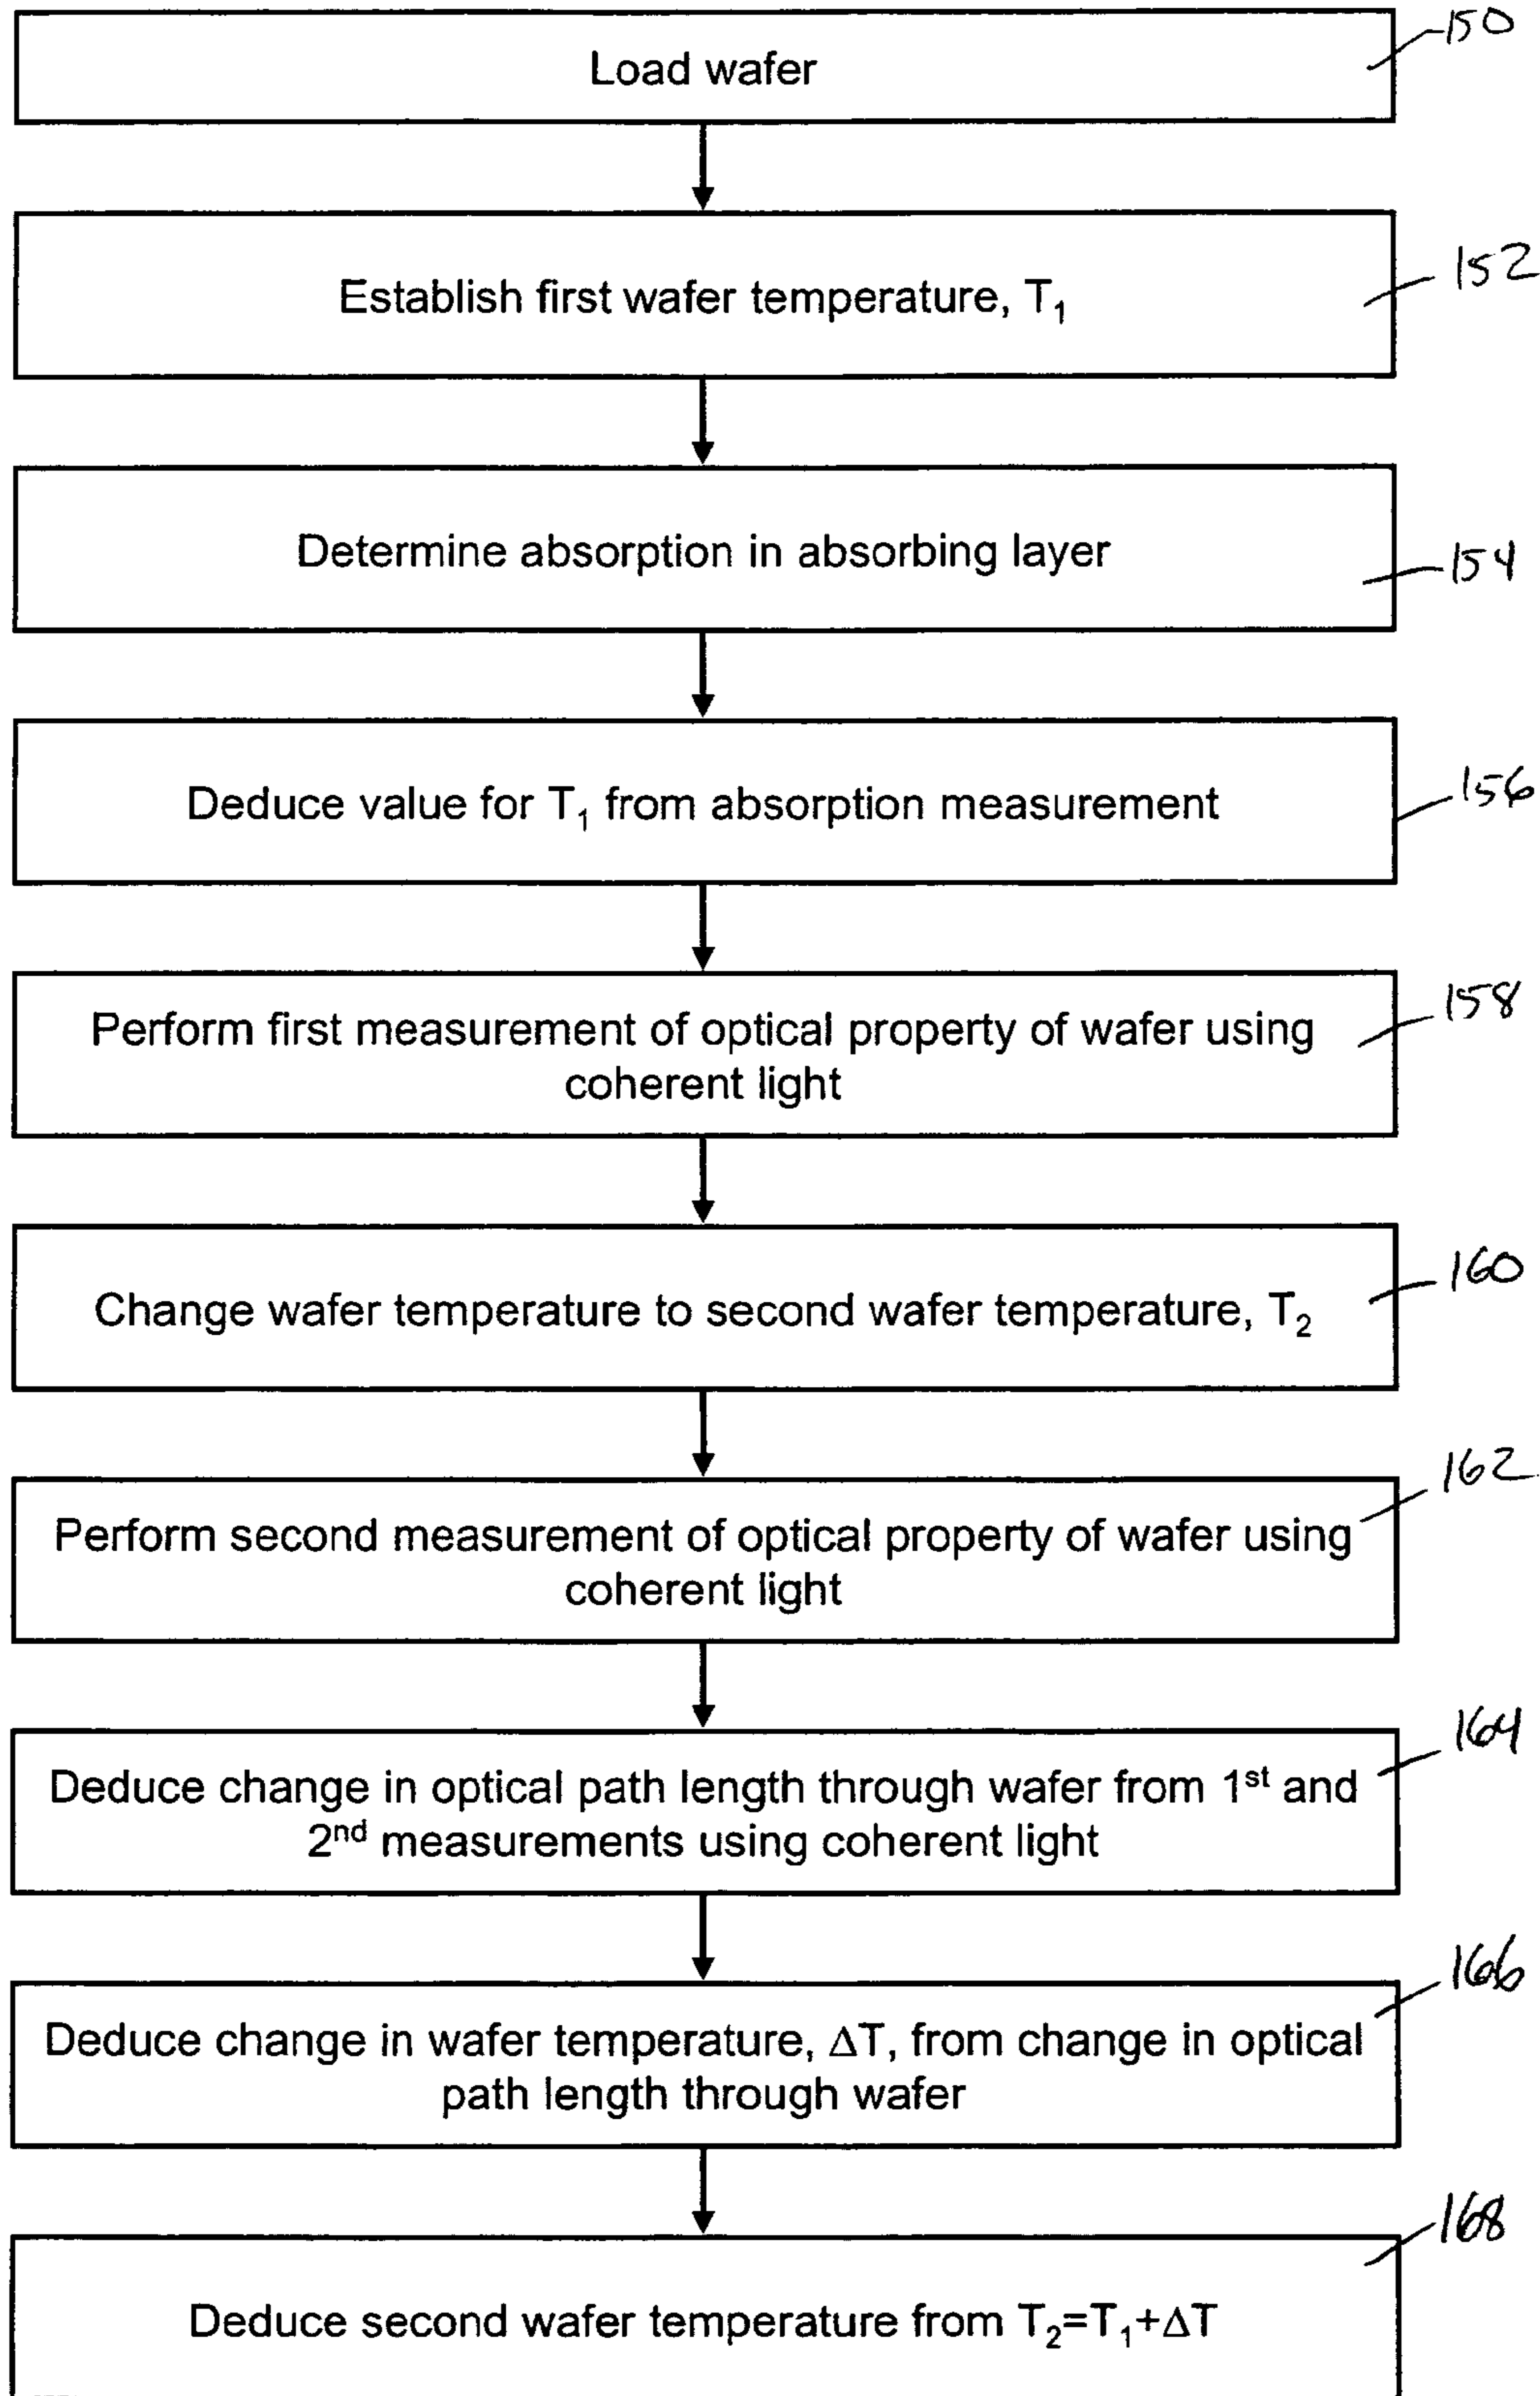 150
Load wafer
152
Establish first wafer temperature, T₁
Determine absorption in absorbing layer
154
Deduce value for T₁ from absorption measurement
156
158
Perform first measurement of optical property of wafer using
coherent light
160
Change wafer temperature to second wafer temperature, T₂
162
Perform second measurement of optical property of wafer using
coherent light
164
Deduce change in optical path length through wafer from 1ˢᵗ and
2ⁿᵈ measurements using coherent light
166
Deduce change in wafer temperature, ΔT, from change in optical
path length through wafer
168
Deduce second wafer temperature from T₂=T₁+ΔT